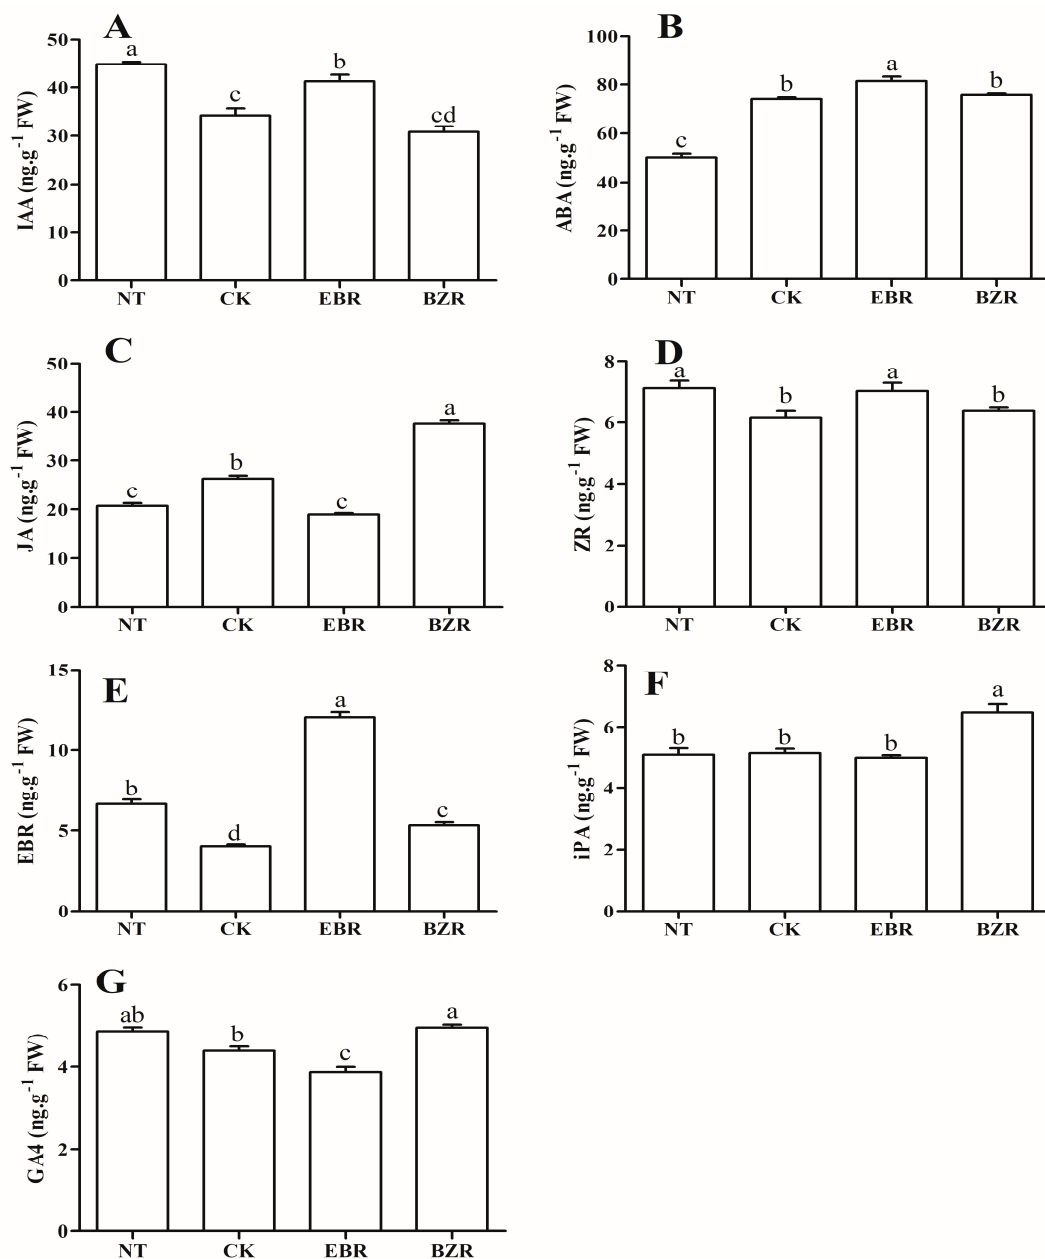 A
IAA (ng.g-1 FW)
50
40
30
20
10
0
a
c
b
cd
NT CK EBR BZR
B
ABA (ng.g-1 FW)
100
80
60
40
20
0
c
b
a
b
NT CK EBR BZR
C
JA (ng.g-1 FW)
50
40
30
20
10
0
c
b
c
a
NT CK EBR BZR
D
ZR (ng.g-1 FW)
8
6
4
2
0
a
b
a
b
NT CK EBR BZR
E
EBR (ng.g-1 FW)
15
10
5
0
b
d
a
c
NT CK EBR BZR
F
iPA (ng.g-1 FW)
8
6
4
2
0
b
b
b
a
NT CK EBR BZR
G
GA4 (ng.g-1 FW)
6
4
2
0
ab
b
c
a
NT CK EBR BZR